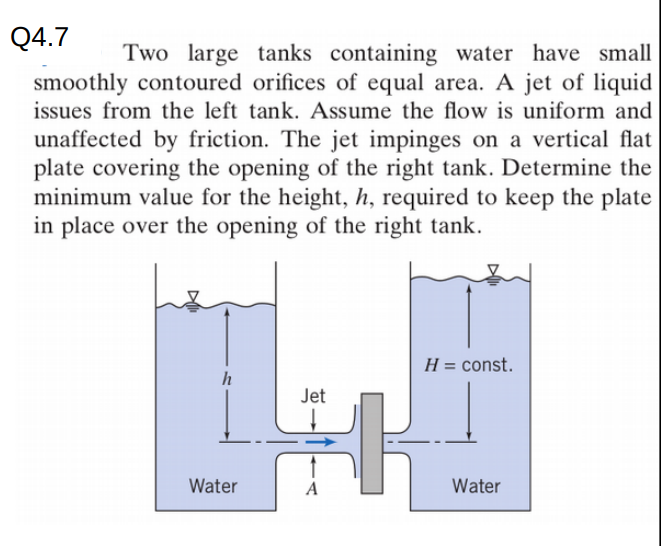 Q4.7
Two large tanks containing water have small
smoothly contoured orifices of equal area. A jet of liquid
issues from the left tank. Assume the flow is uniform and
unaffected by friction. The jet impinges on a vertical flat
plate covering the opening of the right tank. Determine the
minimum value for the height, h, required to keep the plate
in place over the opening of the right tank.
H = const.
h
Jet
Water
A
Water